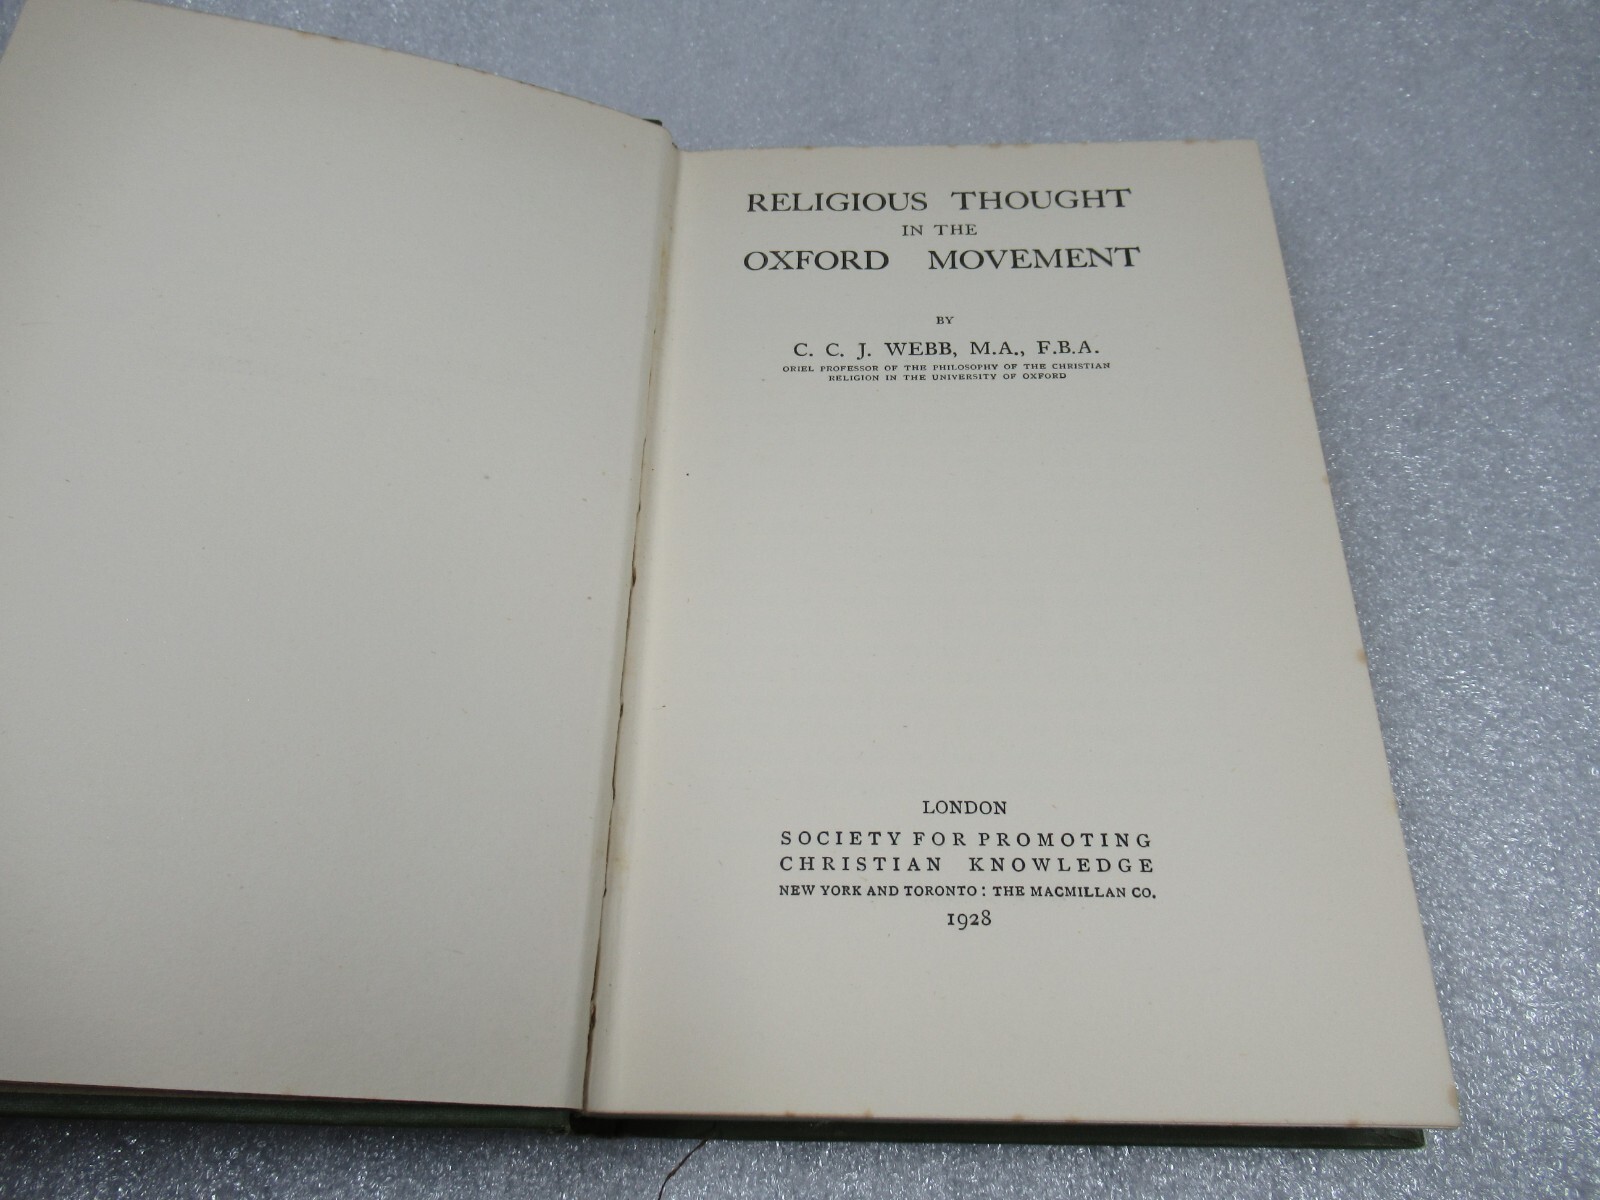 RELIGIOUS THOUGHT
IN THE
OXFORD MOVEMENT
BY
C. C. J. WEBB, M.A., F.B.A.
ORIEL PROFESSOR OF THE PHILOSOPHY OF THE CHRISTIAN
RELIGION IN THE UNIVERSITY OF OXFORD
LONDON
SOCIETY FOR PROMOTING
CHRISTIAN KNOWLEDGE
NEW YORK AND TORONTO: THE MACMILLAN CO.
1928